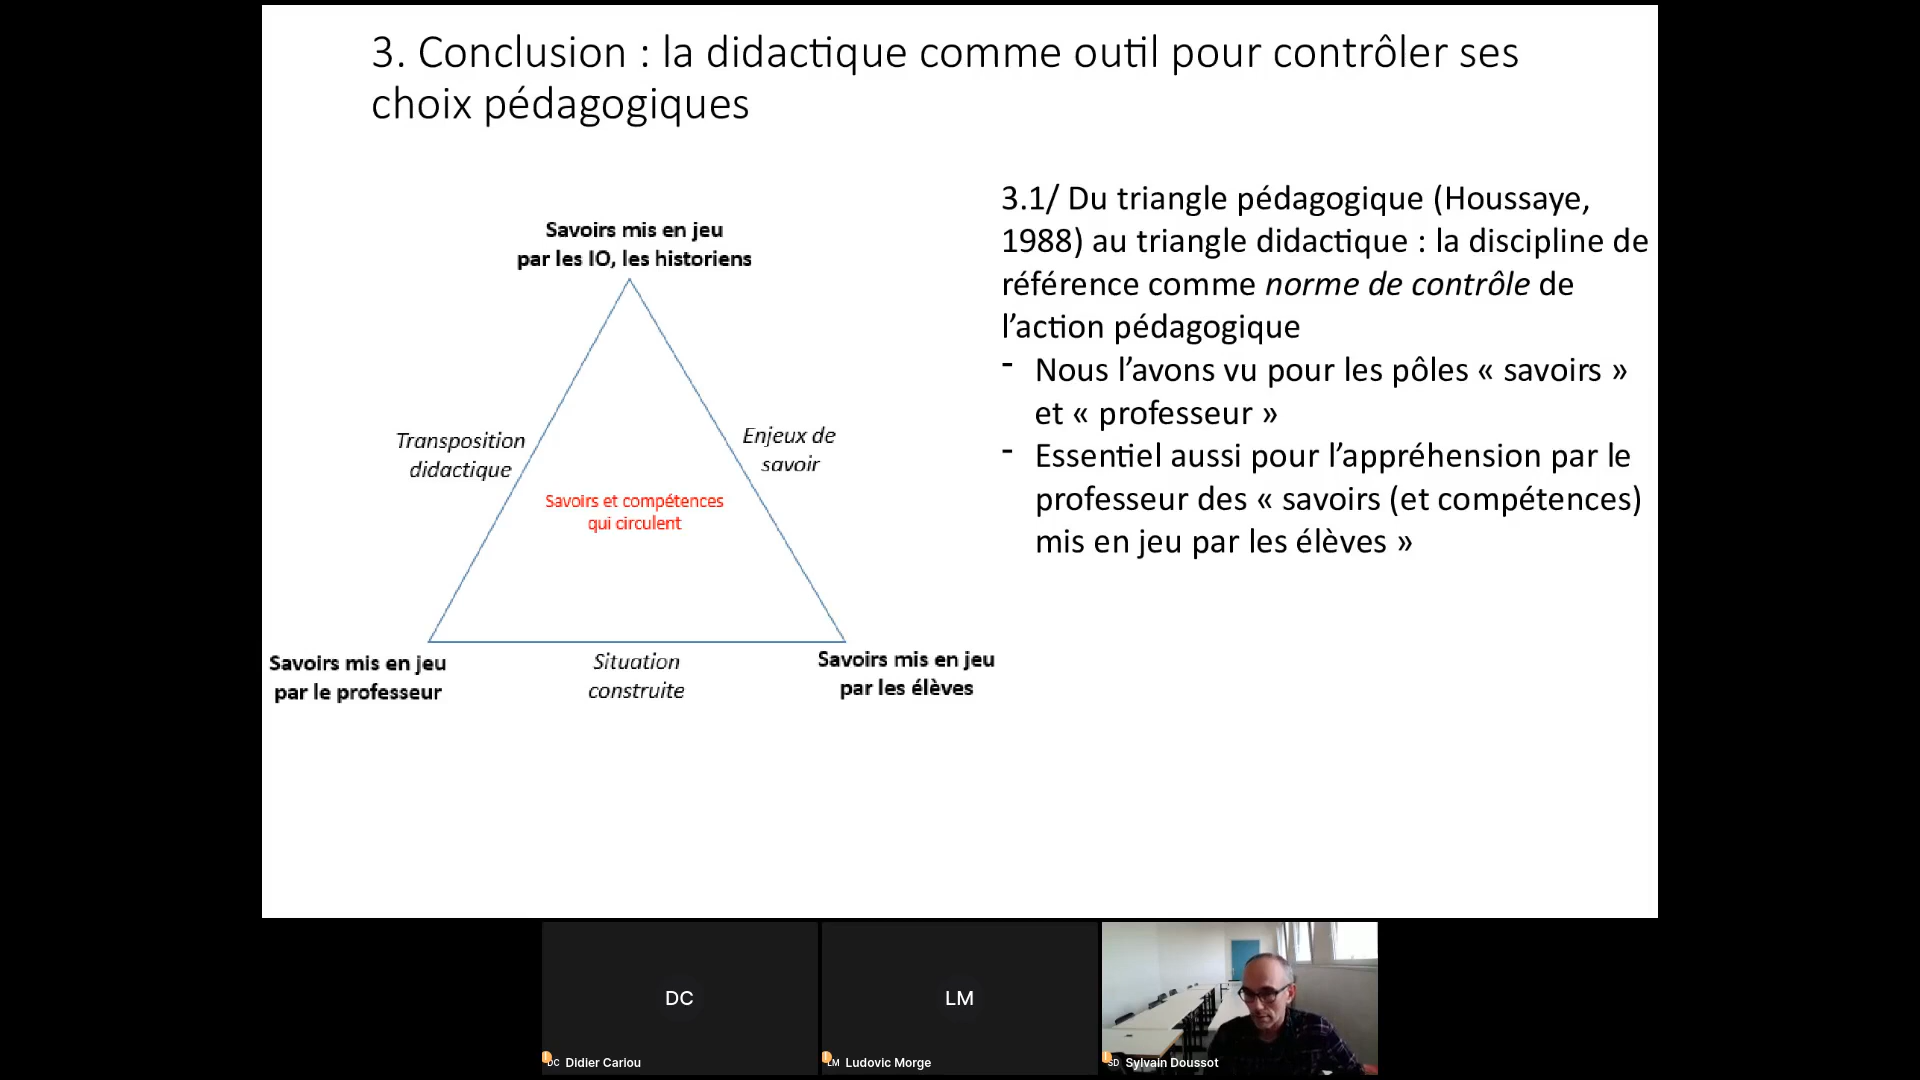 3. Conclusion : la didactique comme outil pour contrôler ses
choix pédagogiques
Savoirs mis en jeu
par les IO, les historiens
Transposition
didactique
Enjeux de
savoir
Savoirs et compétences
qui circulent
Savoirs mis en jeu
par le professeur
Situation
construite
Savoirs mis en jeu
par les élèves
3.1/ Du triangle pédagogique (Houssaye,
1988) au triangle didactique : la discipline de
référence comme norme de contrôle de
l’action pédagogique
- Nous l’avons vu pour les pôles « savoirs »
et « professeur »
- Essentiel aussi pour l’appréhension par le
professeur des « savoirs (et compétences)
mis en jeu par les élèves »
DC
DC Didier Cariou
LM
LM Ludovic Morge
SD Sylvain Doussot